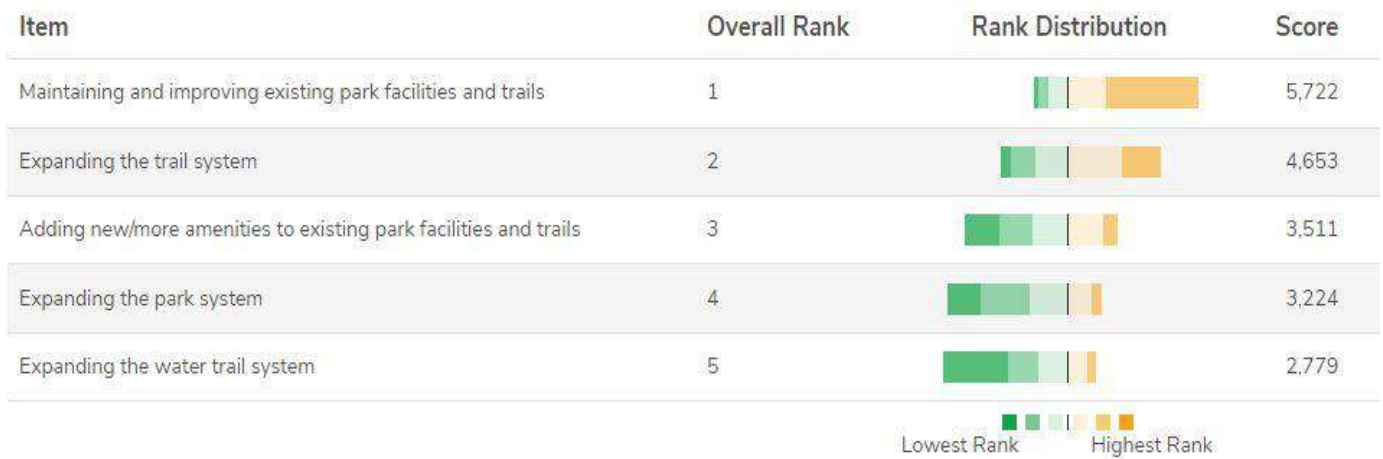 Item Overall Rank Rank Distribution Score
Maintaining and improving existing park facilities and trails 1 5,722
Expanding the trail system 2 4,653
Adding new/more amenities to existing park facilities and trails 3 3,511
Expanding the park system 4 3,224
Expanding the water trail system 5 2,779
Lowest Rank Highest Rank